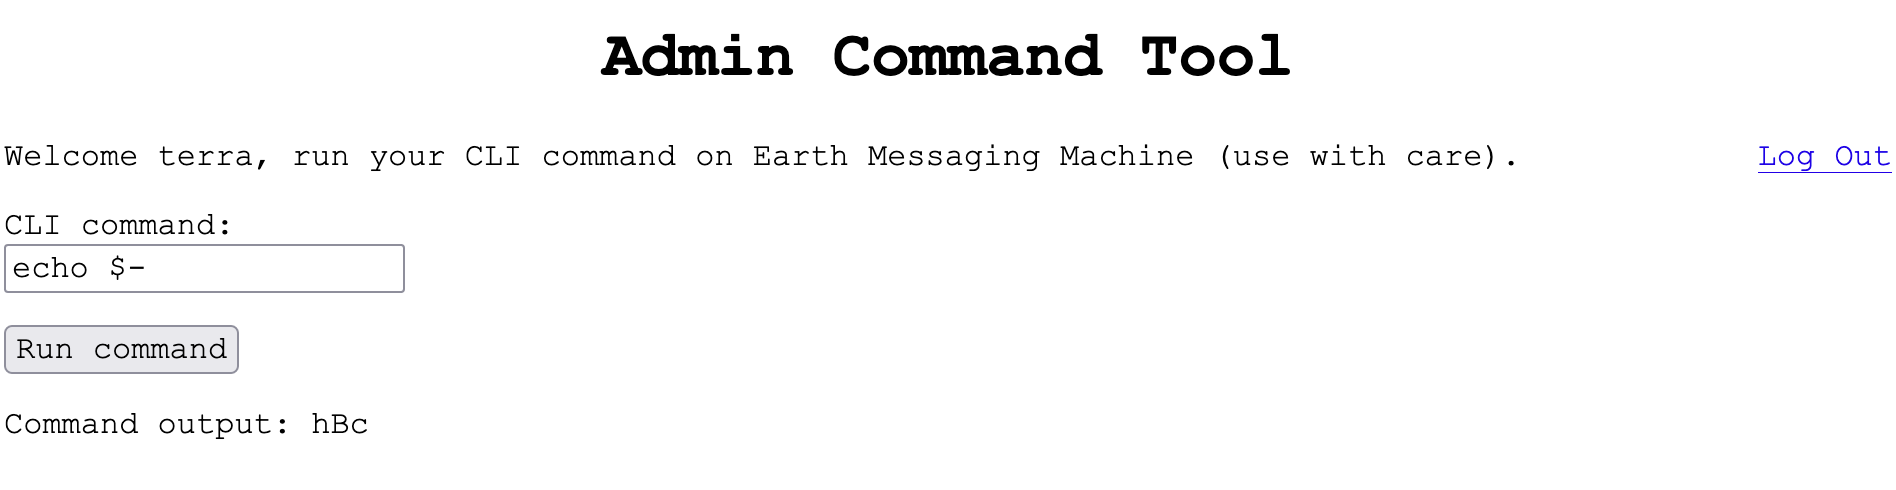 Admin Command Tool
Welcome terra, run your CLI command on Earth Messaging Machine (use with care). Log Out
CLI command:
echo $-
Run command
Command output: hBc